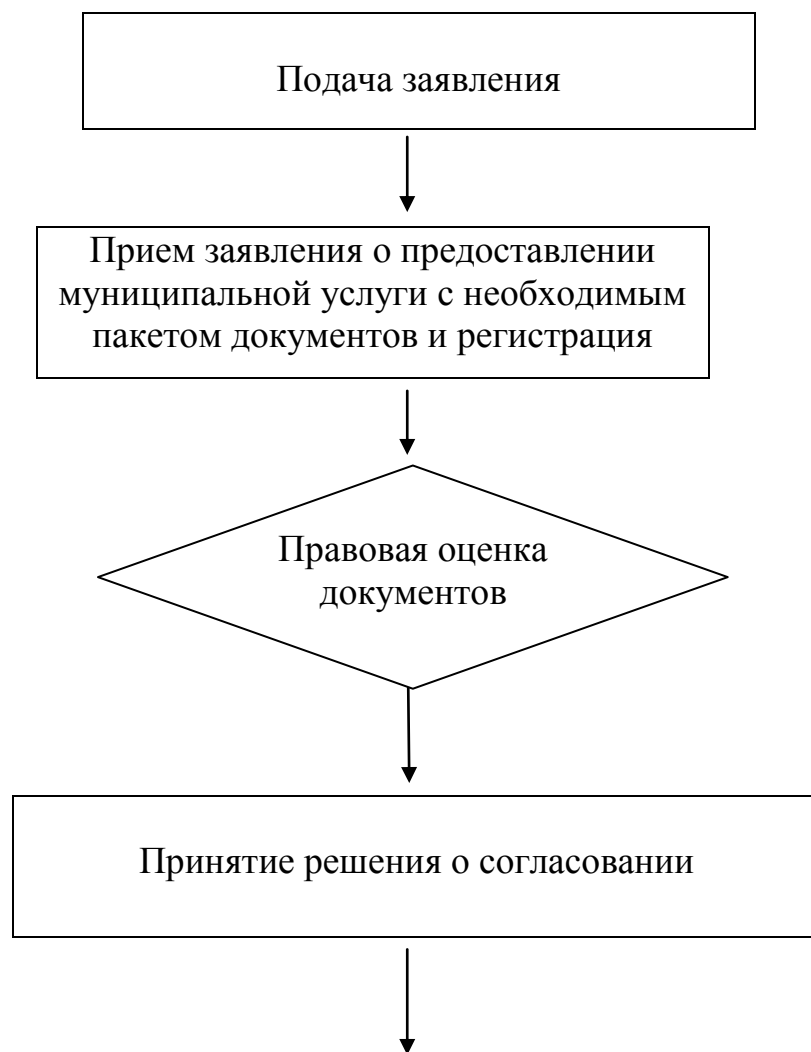 Подача заявления
Прием заявления о предоставлении
муниципальной услуги с необходимым
пакетом документов и регистрация
Правовая оценка
документов
Принятие решения о согласовании